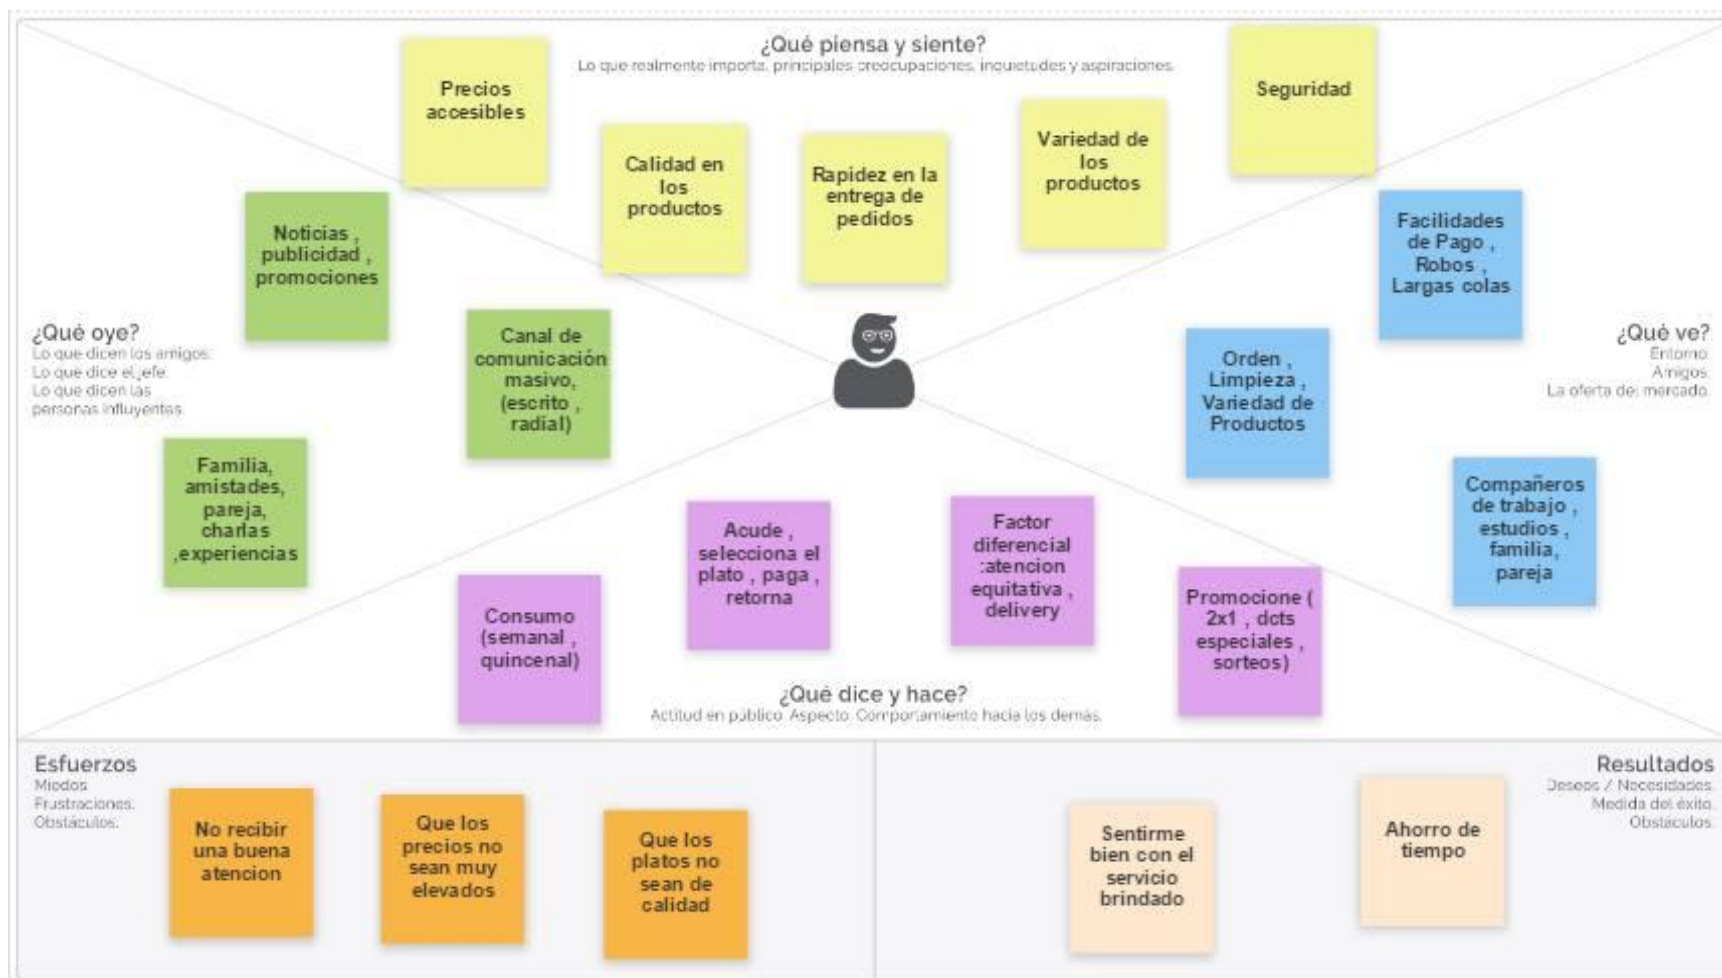 ¿Qué piensa y siente?
Lo que realmente importa, principales preocupaciones, inquietudes y aspiraciones.
Precios
accesibles
Calidad en
los
productos
Rapidez en la
entrega de
pedidos
Variedad de
los
productos
Seguridad
¿Qué oye?
Lo que dicen los amigos.
Lo que dice el jefe
Lo que dicen las
personas influyentes.
Noticias ,
publicidad ,
promociones
Canal de
comunicación
masivo,
(escrito ,
radial)
Familia,
amistades,
pareja,
charlas
,experiencias
¿Qué ve?
Entorno
Amigos
La oferta del mercado.
Facilidades
de Pago ,
Robos ,
Largas colas
Orden ,
Limpieza ,
Variedad de
Productos
Compañeros
de trabajo ,
estudios ,
familia,
pareja
Consumo
(semanal ,
quincenal)
Acude ,
selecciona el
plato , paga ,
retorna
Factor
diferencial
:atencion
equitativa ,
delivery
Promocione (
2x1 , dcts
especiales ,
sorteos)
¿Qué dice y hace?
Actitud en público. Aspecto. Comportamiento hacia los demás.
Esfuerzos
Miedos
Frustraciones.
Obstáculos.
No recibir
una buena
atencion
Que los
precios no
sean muy
elevados
Que los
platos no
sean de
calidad
Resultados
Deseos / Necesidades.
Medida del éxito.
Obstáculos.
Sentirme
bien con el
servicio
brindado
Ahorro de
tiempo